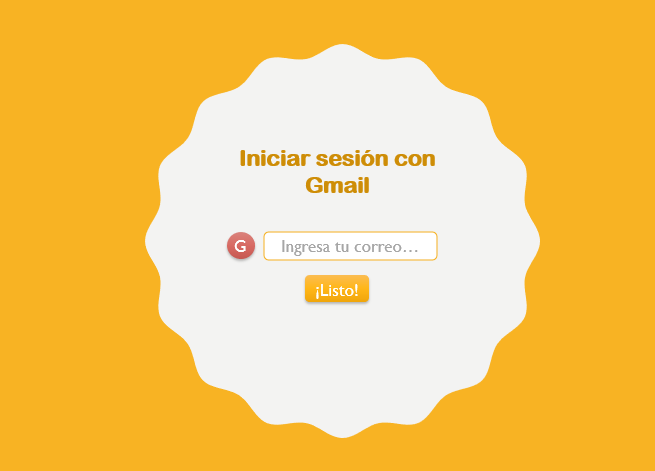 Iniciar sesión con
Gmail
G
Ingresa tu correo...
¡Listo!